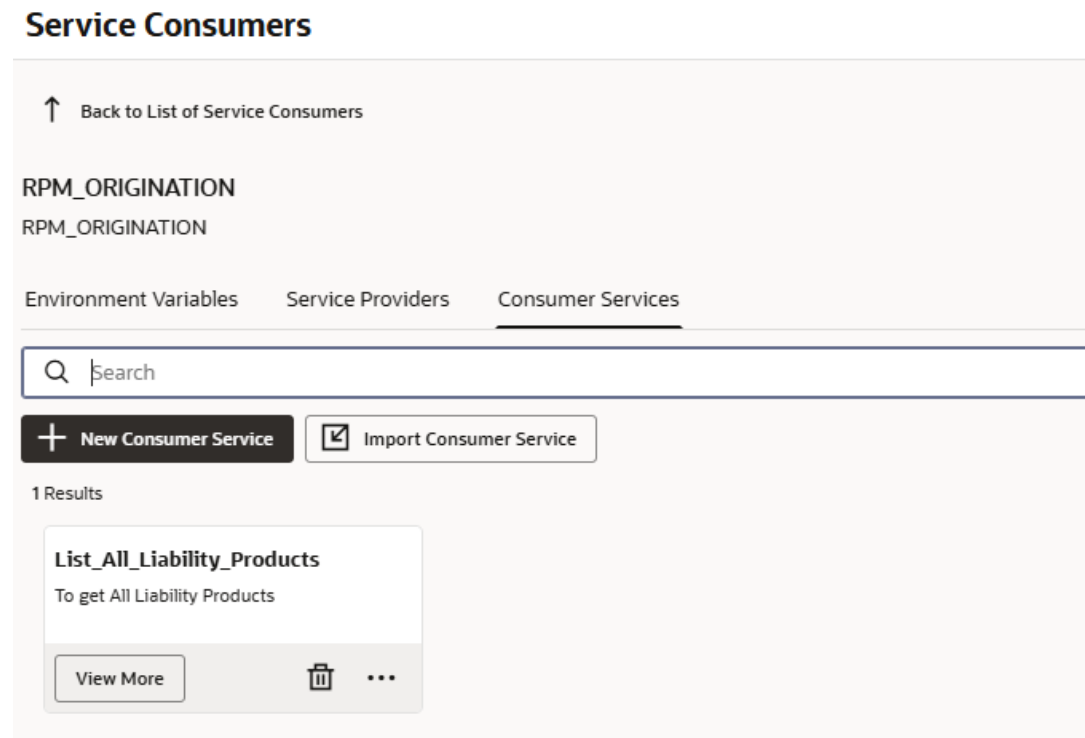 Service Consumers
Back to List of Service Consumers
RPM_ORIGINATION
RPM_ORIGINATION
Environment Variables Service Providers Consumer Services
Search
New Consumer Service Import Consumer Service
1 Results
List_All_Liability_Products
To get All Liability Products
View More